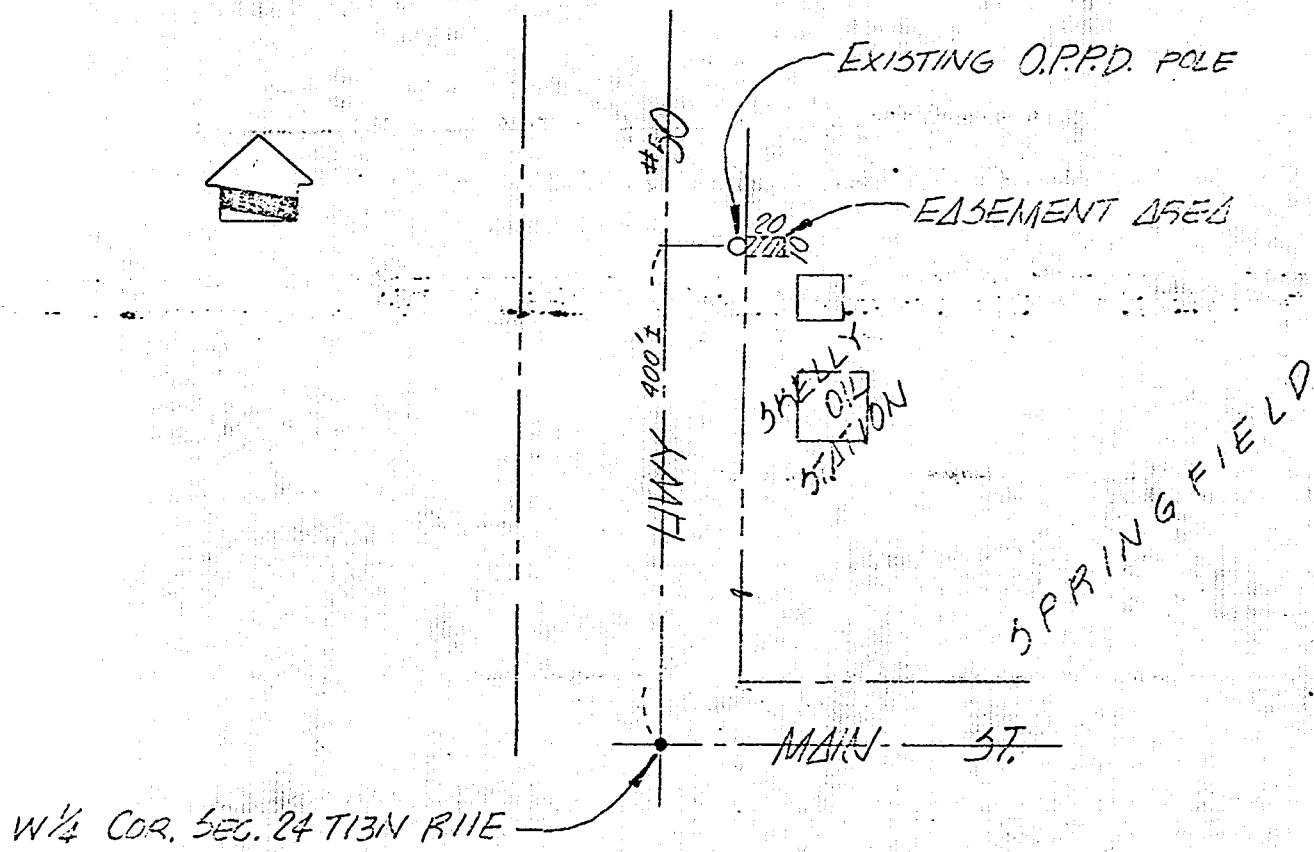 EXISTING O.P.P.D. POLE
#50
EASEMENT AREA
20
10
400'±
HWY
SKELLY
OIL
STATION
SPRINGFIELD
MAIN ST.
W¼ COR. SEC. 24 T13N R11E